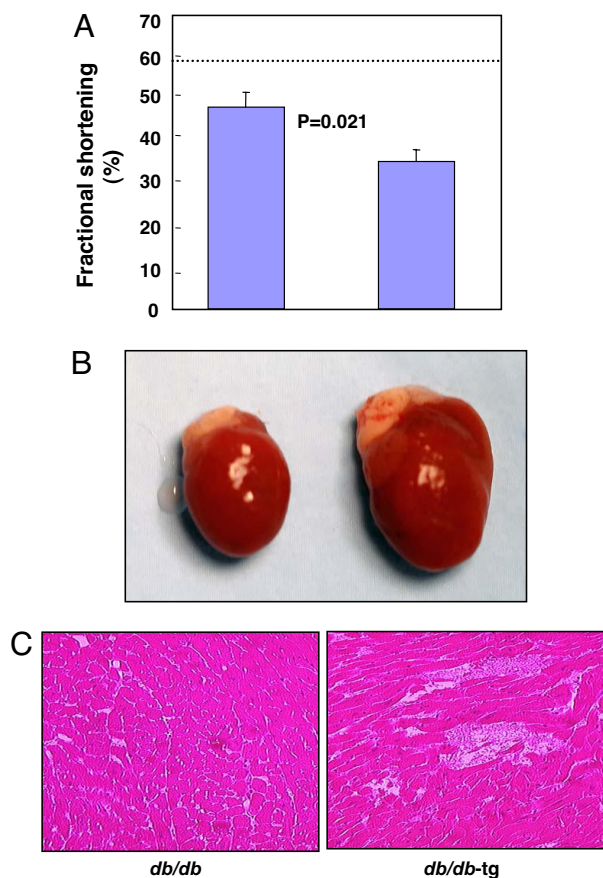 A
Fractional shortening
(%)
70
60
50
40
30
20
10
0
P=0.021
B
C
db/db
db/db-tg